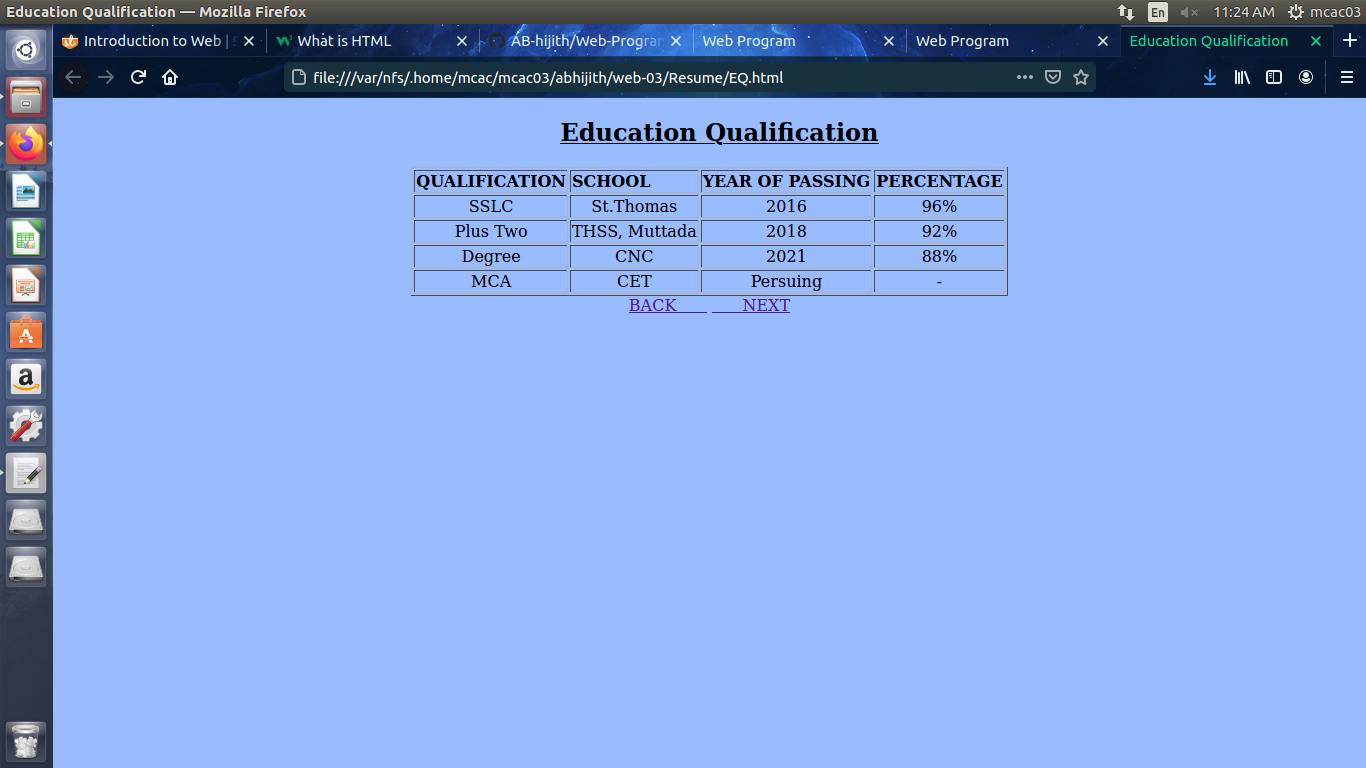 Education Qualification — Mozilla Firefox En 11:24 AM mcac03
Introduction to Web | What is HTML AB-hijith/Web-Progra Web Program Web Program Education Qualification
file:///var/nfs/.home/mcac/mcac03/abhijith/web-03/Resume/EQ.html
Education Qualification
QUALIFICATION SCHOOL YEAR OF PASSING PERCENTAGE
SSLC St.Thomas 2016 96%
Plus Two THSS, Muttada 2018 92%
Degree CNC 2021 88%
MCA CET Persuing -
BACK NEXT